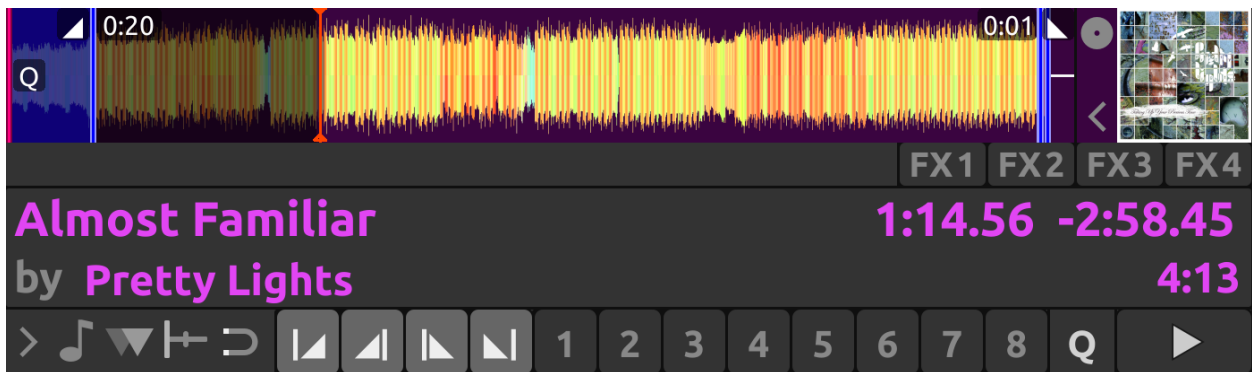 0:20 0:01
Q
FX1 FX2 FX3 FX4
Almost Familiar 1:14.56 -2:58.45
by Pretty Lights 4:13
1 2 3 4 5 6 7 8 Q